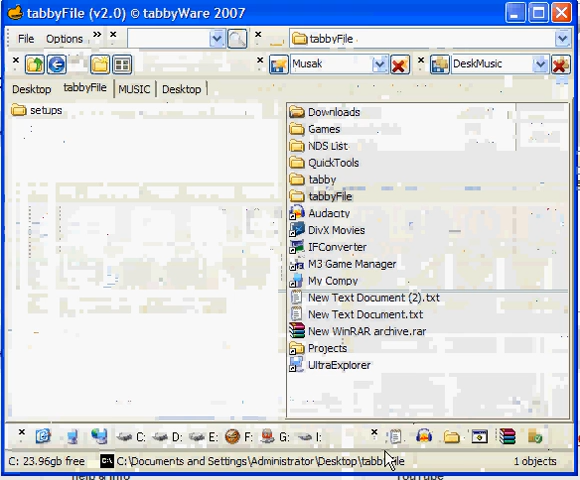 tabbyFile (v2.0) © tabbyWare 2007
File Options » tabbyFile
Musak DeskMusic
Desktop tabbyFile MUSIC Desktop
setups
Downloads
Games
NDS List
QuickTools
tabby
tabbyFile
Audacity
DivX Movies
IFConverter
M3 Game Manager
My Compy
New Text Document (2).txt
New Text Document.txt
New WinRAR archive.rar
Projects
UltraExplorer
C: D: E: F: G: I:
C: 23.96gb free C:\Documents and Settings\Administrator\Desktop\tabbyFile 1 objects
help & info YouTube